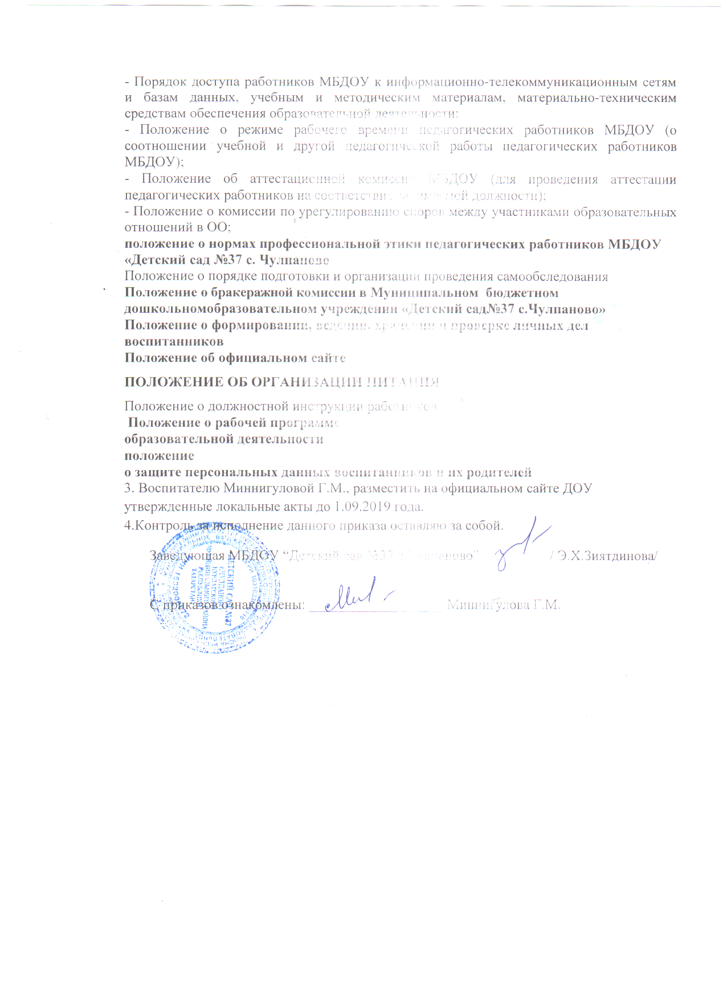 - Порядок доступа работников МБДОУ к информационно-телекоммуникационным сетям
и базам данных, учебным и методическим материалам, материально-техническим
средствам обеспечения образовательной деятельности;
- Положение о режиме рабочего времени педагогических работников МБДОУ (о
соотношении учебной и другой педагогической работы педагогических работников
МБДОУ);
- Положение об аттестационной комиссии МБДОУ (для проведения аттестации
педагогических работников на соответствие занимаемой должности);
- Положение о комиссии по урегулированию споров между участниками образовательных
отношений в ОО;
положение о нормах профессиональной этики педагогических работников МБДОУ
«Детский сад №37 с. Чулпаново
Положение о порядке подготовки и организации проведения самообследования
Положение о бракеражной комиссии в Муниципальном бюджетном
дошкольномобразовательном учреждении «Детский сад№37 с.Чулпаново»
Положение о формировании, ведении, хранении и проверке личных дел
воспитанников
Положение об официальном сайте
ПОЛОЖЕНИЕ ОБ ОРГАНИЗАЦИИ ПИТАНИЯ
Положение о должностной инструкции работников
Положение о рабочей программе
образовательной деятельности
положение
о защите персональных данных воспитанников и их родителей
3. Воспитателю Миннигуловой Г.М., разместить на официальном сайте ДОУ
утвержденные локальные акты до 1.09.2019 года.
4.Контроль за исполнение данного приказа оставляю за собой.
Заведующая МБДОУ “Детский сад №37 Чулпаново” / Э.Х.Зиятдинова/
С приказов ознакомлены: Миннигулова Г.М.
ДЕТСКИЙ САД №37